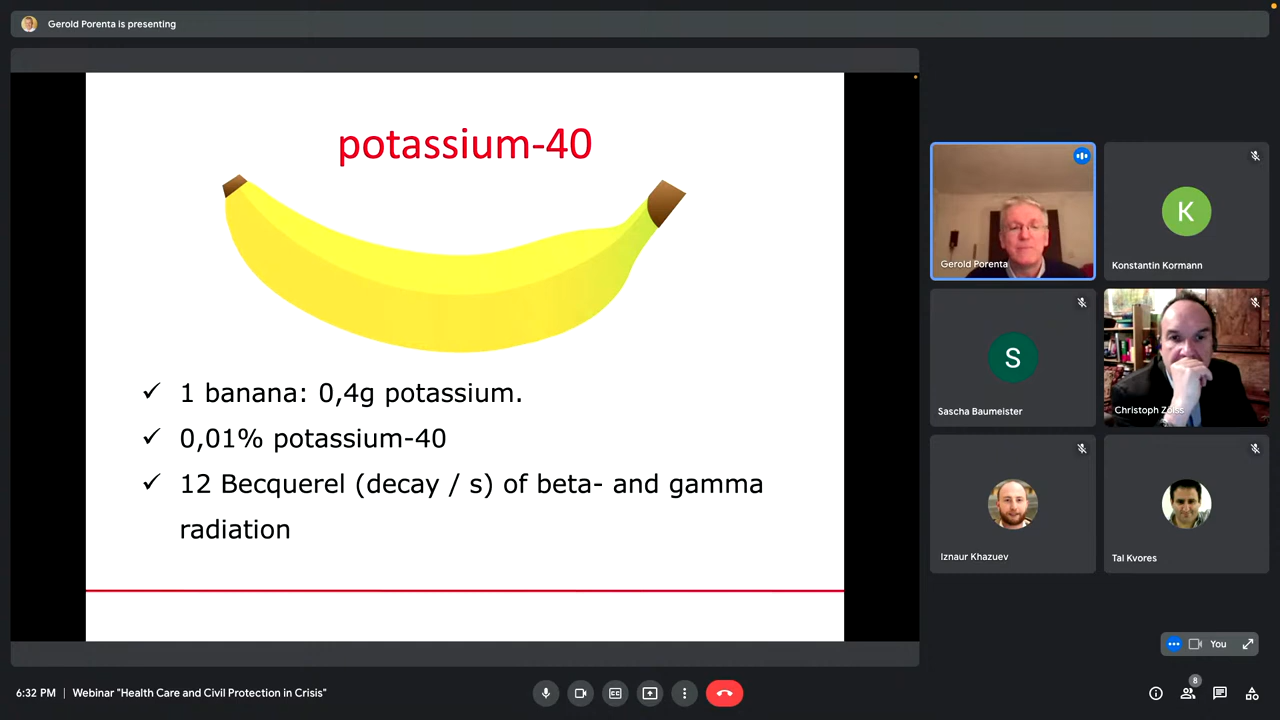 Gerold Porenta is presenting
potassium-40
✓ 1 banana: 0,4g potassium.
✓ 0,01% potassium-40
✓ 12 Becquerel (decay / s) of beta- and gamma
radiation
Gerold Porenta
K
Konstantin Kormann
S
Sascha Baumeister
Christoph Zoiss
Iznaur Khazuev
Tal Kvores
You
6:32 PM | Webinar "Health Care and Civil Protection in Crisis"
CC
8